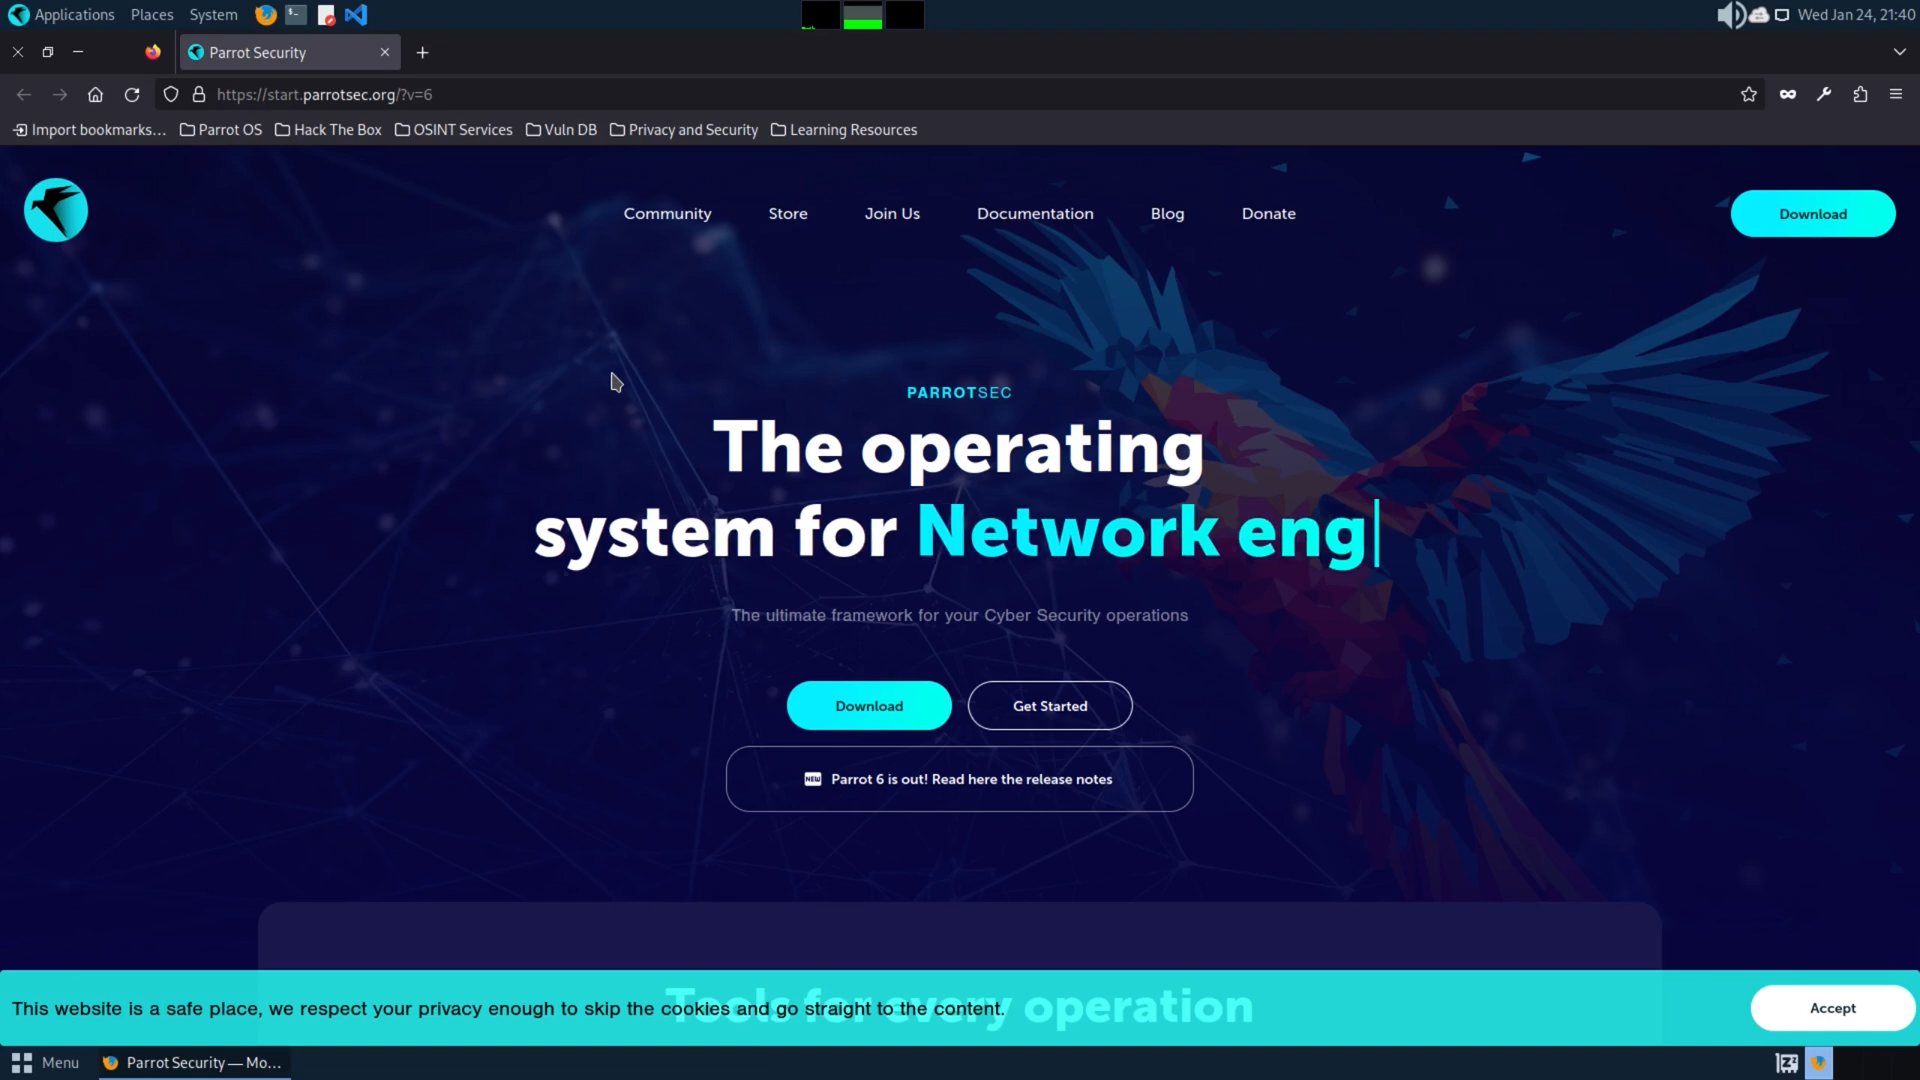 Applications Places System Wed Jan 24, 21:40
Parrot Security
https://start.parrotsec.org/?v=6
Import bookmarks... Parrot OS Hack The Box OSINT Services Vuln DB Privacy and Security Learning Resources
Community Store Join Us Documentation Blog Donate Download
PARROTSEC
The operating
system for Network eng
The ultimate framework for your Cyber Security operations
Download Get Started
NEW Parrot 6 is out! Read here the release notes
Tools for every operation
This website is a safe place, we respect your privacy enough to skip the cookies and go straight to the content. Accept
Menu Parrot Security — Mo...